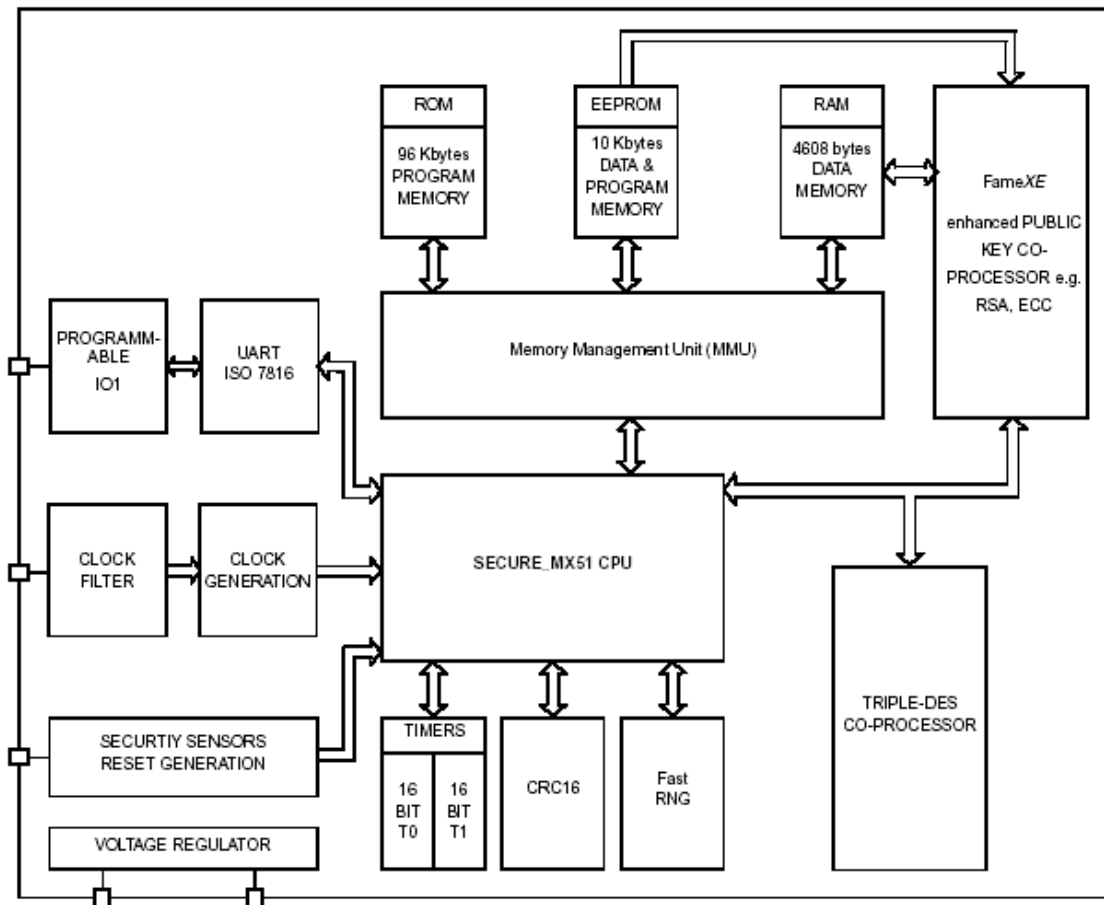 ROM
96 Kbytes
PROGRAM
MEMORY
EEPROM
10 Kbytes
DATA &
PROGRAM
MEMORY
RAM
4608 bytes
DATA
MEMORY
FameXE
enhanced PUBLIC
KEY CO-
PROCESSOR e.g.
RSA, ECC
PROGRAMM-
ABLE
IO1
UART
ISO 7816
Memory Management Unit (MMU)
CLOCK
FILTER
CLOCK
GENERATION
SECURE_MX51 CPU
SECURTIY SENSORS
RESET GENERATION
VOLTAGE REGULATOR
TIMERS
16
BIT
T0
16
BIT
T1
CRC16
Fast
RNG
TRIPLE-DES
CO-PROCESSOR